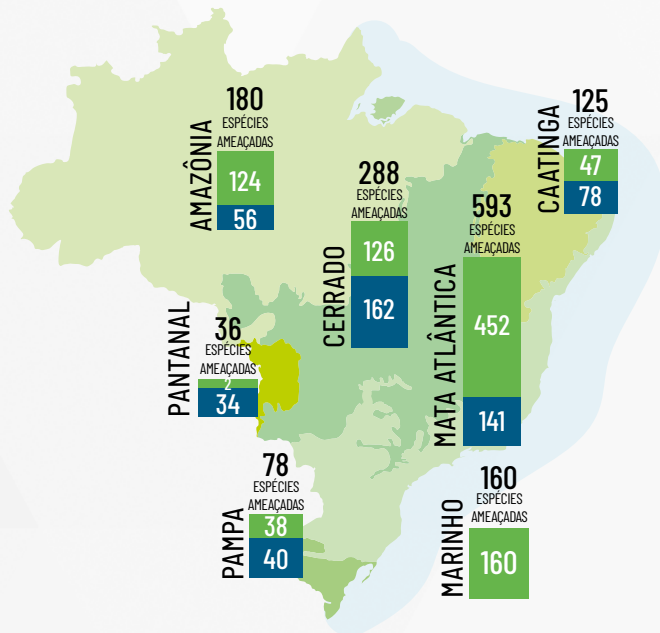 AMAZÔNIA
180
ESPÉCIES
AMEAÇADAS
124
56
CAATINGA
125
ESPÉCIES
AMEAÇADAS
47
78
CERRADO
288
ESPÉCIES
AMEAÇADAS
126
162
MATA ATLÂNTICA
593
ESPÉCIES
AMEAÇADAS
452
141
PANTANAL
36
ESPÉCIES
AMEAÇADAS
2
34
PAMPA
78
ESPÉCIES
AMEAÇADAS
38
40
MARINHO
160
ESPÉCIES
AMEAÇADAS
160